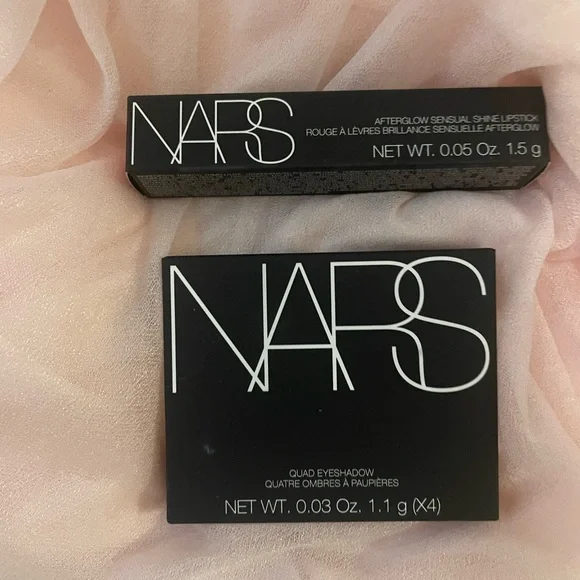 NARS
AFTERGLOW SENSUAL SHINE LIPSTICK
ROUGE À LÈVRES BRILLANCE SENSUELLE AFTERGLOW
NET WT. 0.05 Oz. 1.5 g
NARS
QUAD EYESHADOW
QUATRE OMBRES À PAUPIÈRES
NET WT. 0.03 Oz. 1.1 g (X4)